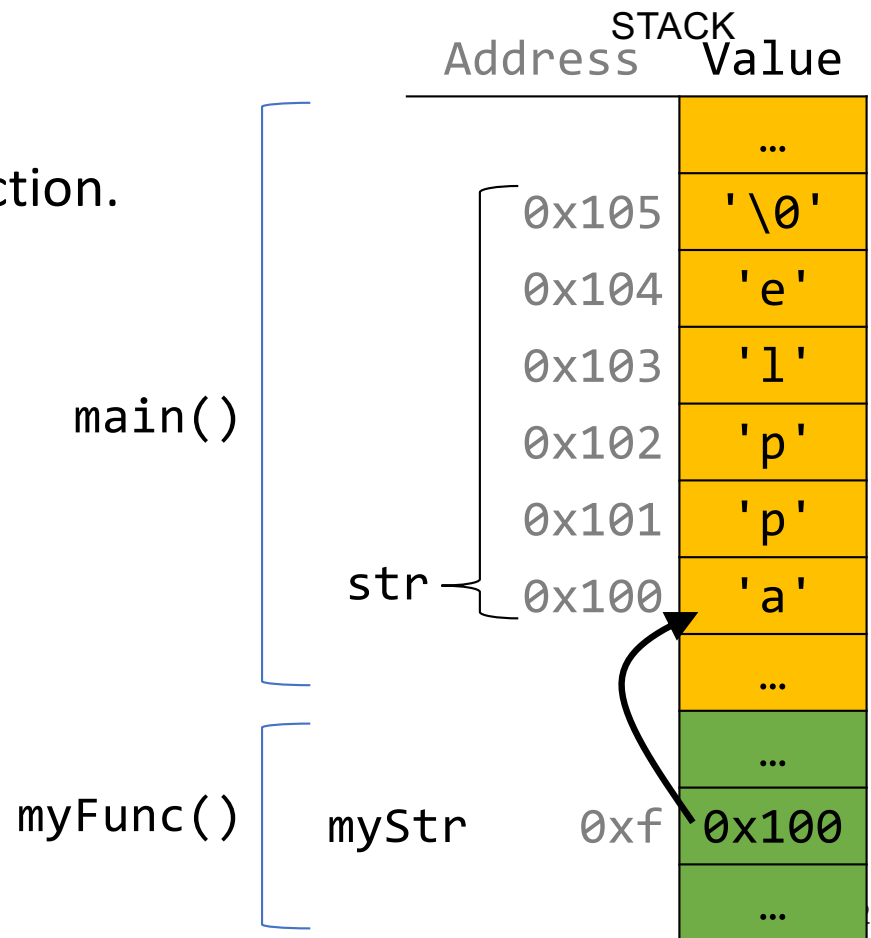 STACK
Address Value
…
ction.
0x105 '\0'
0x104 'e'
0x103 'l'
main()
0x102 'p'
0x101 'p'
str 0x100 'a'
…
…
myFunc() myStr 0xf 0x100
…